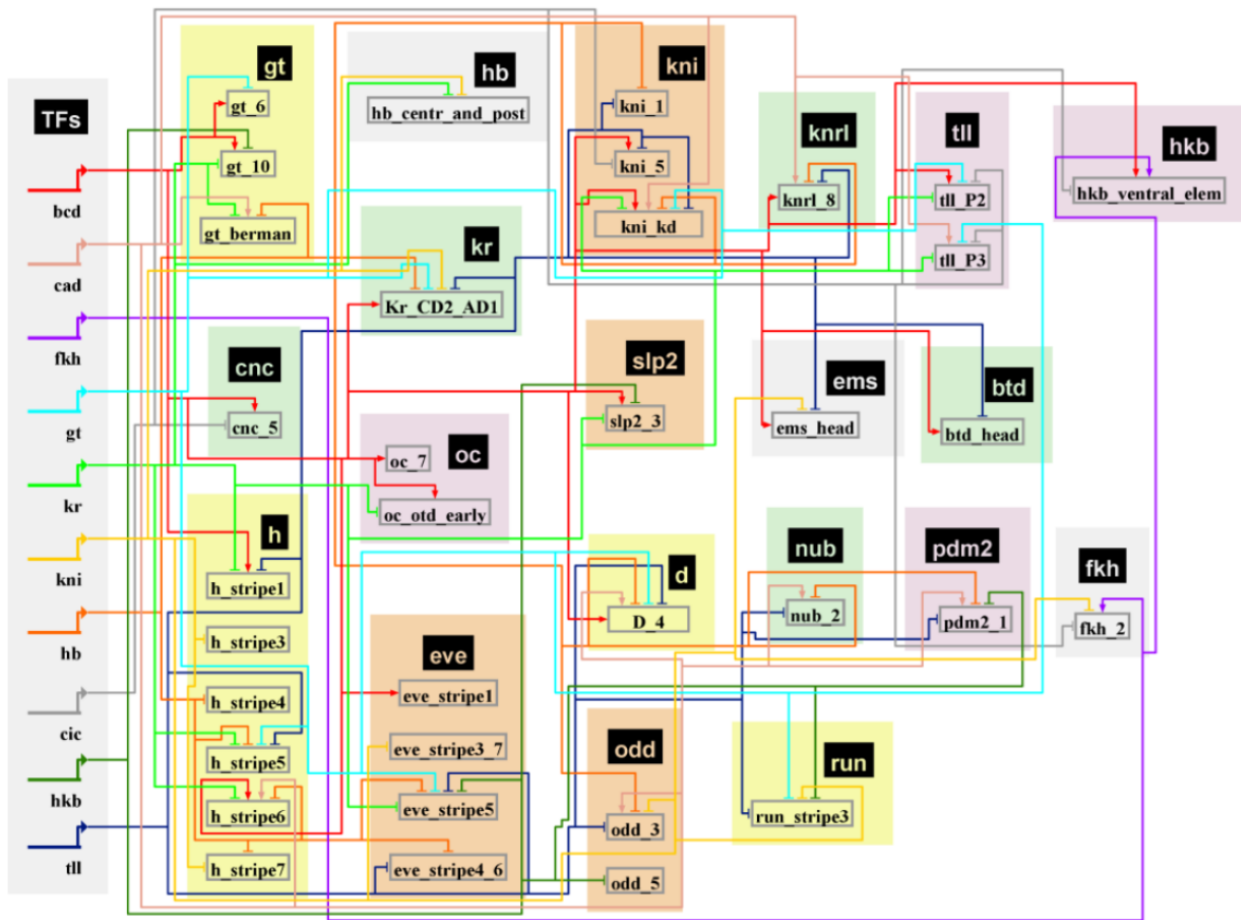 TFs
bcd
cad
fkh
gt
kr
kni
hb
cic
hkb
tll
gt
gt_6
gt_10
gt_berman
hb
hb_centr_and_post
kni
kni_1
kni_5
kni_kd
knrl
knrl_8
tll
tll_P2
tll_P3
hkb
hkb_ventral_elem
kr
Kr_CD2_AD1
cnc
cnc_5
oc
oc_7
oc_otd_early
slp2
slp2_3
ems
ems_head
btd
btd_head
h
h_stripe1
h_stripe3
h_stripe4
h_stripe5
h_stripe6
h_stripe7
eve
eve_stripe1
eve_stripe3_7
eve_stripe5
eve_stripe4_6
d
D_4
nub
nub_2
pdm2
pdm2_1
fkh
fkh_2
odd
odd_3
odd_5
run
run_stripe3